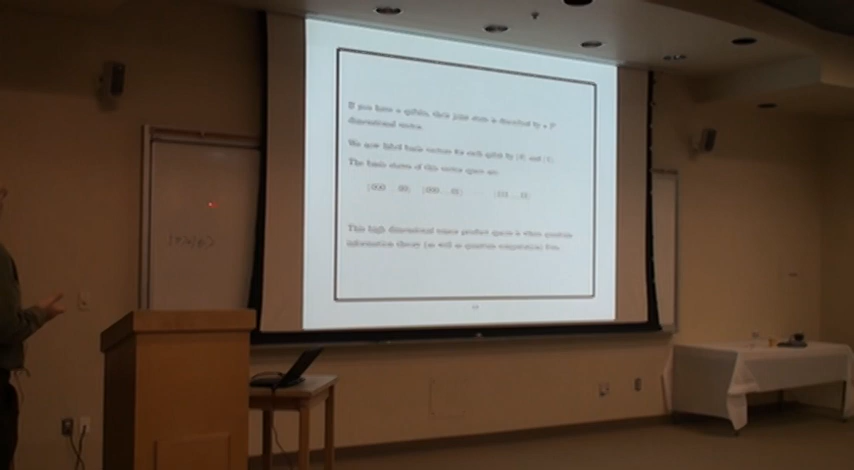 If you have n qubits, their joint state is described by a 2ⁿ
dimensional vector.
We now label basis vectors for each qubit by |0⟩ and |1⟩.
The basis states of this vector space are:
|000...00⟩ |000...01⟩ ... |111...11⟩
This high dimensional tensor product space is where quantum
information theory (as well as quantum computation) lives.